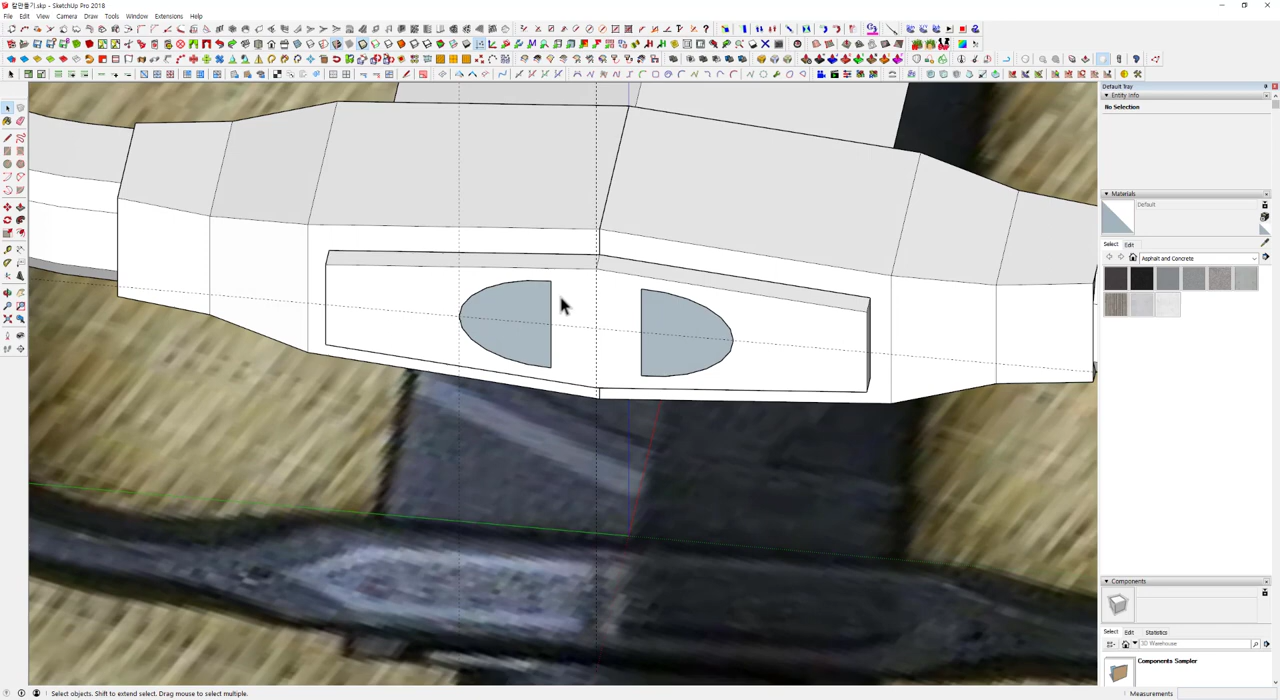 칼만들기.skp - SketchUp Pro 2018
File Edit View Camera Draw Tools Window Extensions Help
Default Tray
Entity Info
No Selection
Materials
Default
Select Edit
Asphalt and Concrete
Components
Select Edit Statistics
3D Warehouse
Components Sampler
Select objects. Shift to extend select. Drag mouse to select multiple.
Measurements